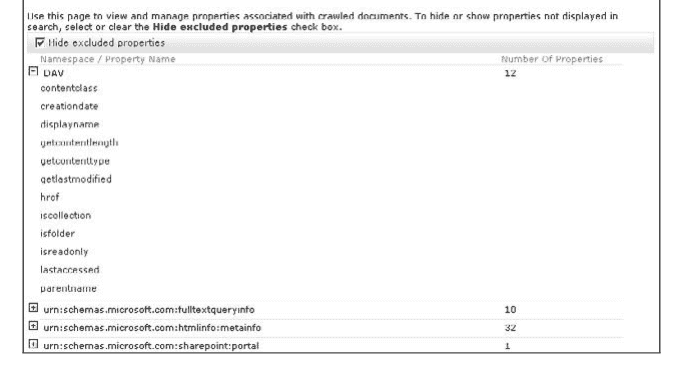 Use this page to view and manage properties associated with crawled documents. To hide or show properties not displayed in
search, select or clear the Hide excluded properties check box.
Hide excluded properties
Namespace / Property Name Number Of Properties
DAV 12
contentclass
creationdate
displayname
getcontentlength
getcontenttype
getlastmodified
href
iscollection
isfolder
isreadonly
lastaccessed
parentname
urn:schemas.microsoft.com:fulltextqueryinfo 10
urn:schemas.microsoft.com:htmlinfo:metainfo 32
urn:schemas.microsoft.com:sharepoint:portal 1